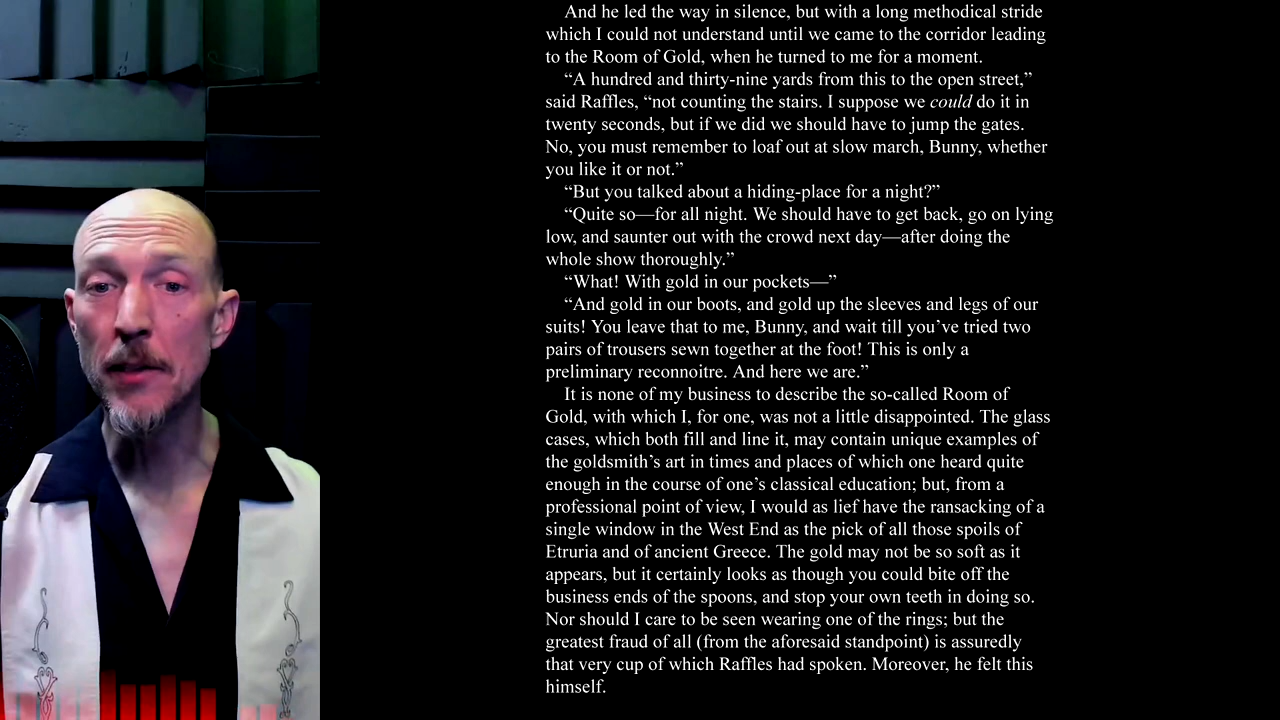 And he led the way in silence, but with a long methodical stride
which I could not understand until we came to the corridor leading
to the Room of Gold, when he turned to me for a moment.
“A hundred and thirty-nine yards from this to the open street,”
said Raffles, “not counting the stairs. I suppose we could do it in
twenty seconds, but if we did we should have to jump the gates.
No, you must remember to loaf out at slow march, Bunny, whether
you like it or not.”
“But you talked about a hiding-place for a night?”
“Quite so—for all night. We should have to get back, go on lying
low, and saunter out with the crowd next day—after doing the
whole show thoroughly.”
“What! With gold in our pockets—”
“And gold in our boots, and gold up the sleeves and legs of our
suits! You leave that to me, Bunny, and wait till you’ve tried two
pairs of trousers sewn together at the foot! This is only a
preliminary reconnoitre. And here we are.”
It is none of my business to describe the so-called Room of
Gold, with which I, for one, was not a little disappointed. The glass
cases, which both fill and line it, may contain unique examples of
the goldsmith’s art in times and places of which one heard quite
enough in the course of one’s classical education; but, from a
professional point of view, I would as lief have the ransacking of a
single window in the West End as the pick of all those spoils of
Etruria and of ancient Greece. The gold may not be so soft as it
appears, but it certainly looks as though you could bite off the
business ends of the spoons, and stop your own teeth in doing so.
Nor should I care to be seen wearing one of the rings; but the
greatest fraud of all (from the aforesaid standpoint) is assuredly
that very cup of which Raffles had spoken. Moreover, he felt this
himself.